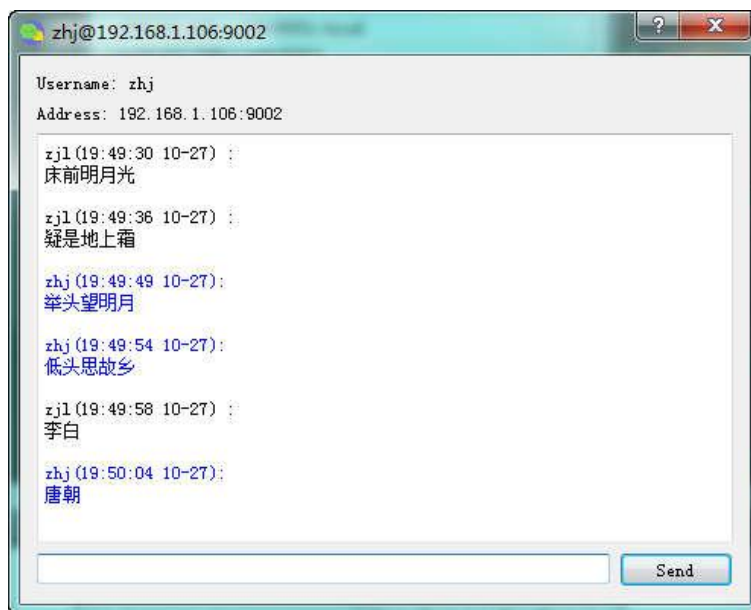 zhj@192.168.1.106:9002
Username: zhj
Address: 192.168.1.106:9002
zjl(19:49:30 10-27) :
床前明月光
zjl(19:49:36 10-27) :
疑是地上霜
zhj(19:49:49 10-27):
举头望明月
zhj(19:49:54 10-27):
低头思故乡
zjl(19:49:58 10-27) :
李白
zhj(19:50:04 10-27):
唐朝
Send